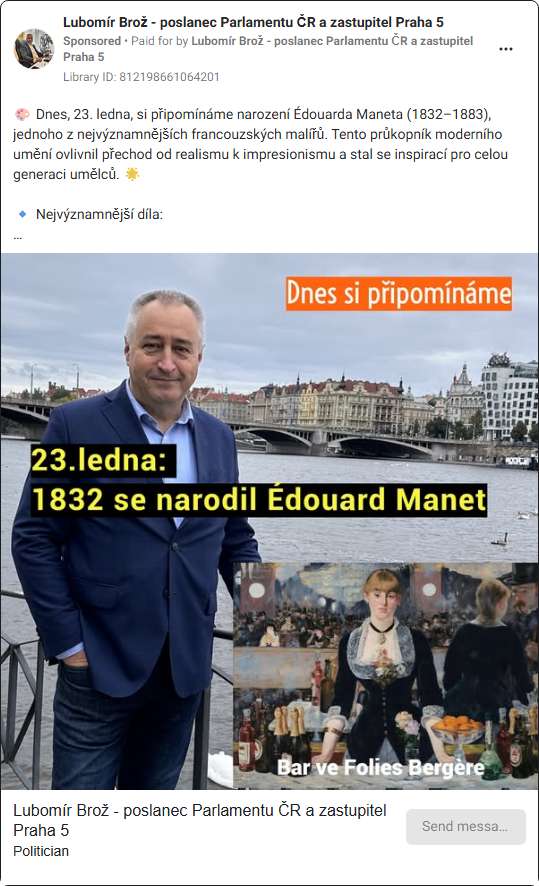 Lubomír Brož - poslanec Parlamentu ČR a zastupitel Praha 5
Sponsored • Paid for by Lubomír Brož - poslanec Parlamentu ČR a zastupitel
Praha 5
Library ID: 812198661064201
🧠 Dnes, 23. ledna, si připomínáme narození Édouarda Maneta (1832–1883),
jednoho z nejvýznamnějších francouzských malířů. Tento průkopník moderního
umění ovlivnil přechod od realismu k impresionismu a stal se inspirací pro celou
generaci umělců. 🌟
🔹 Nejvýznamnější díla:
...
Dnes si připomínáme
23.ledna:
1832 se narodil Édouard Manet
Bar ve Folies Bergère
Lubomír Brož - poslanec Parlamentu ČR a zastupitel
Praha 5
Politician
Send messa...